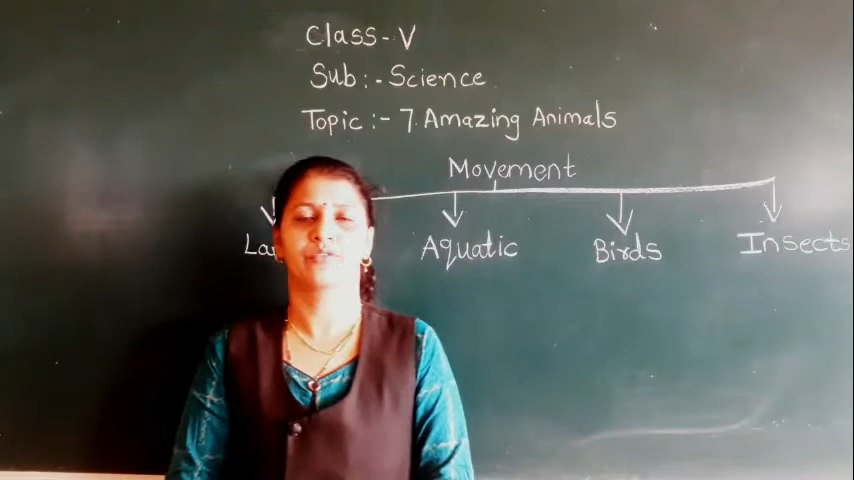 Class-V
Sub:-Science
Topic:- 7. Amazing Animals
Movement
Aquatic Birds Insects